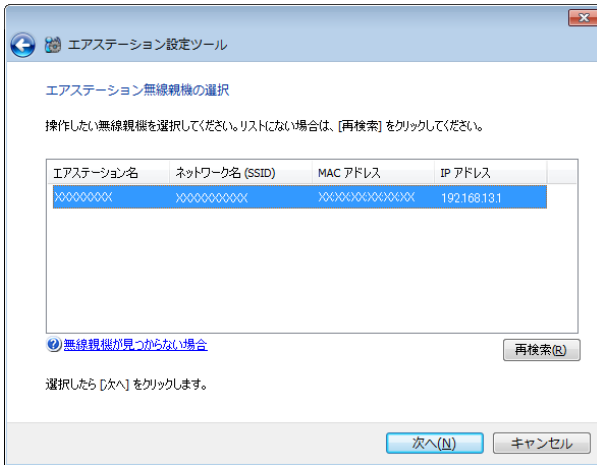 エアステーション設定ツール
エアステーション無線親機の選択
操作したい無線親機を選択してください。リストにない場合は、[再検索] をクリックしてください。
エアステーション名 ネットワーク名 (SSID) MAC アドレス IP アドレス
XXXXXXXX XXXXXXXXXX XXXXXXXXXXXXX 192.168.13.1
無線親機が見つからない場合
再検索(R)
選択したら [次へ] をクリックします。
次へ(N) キャンセル